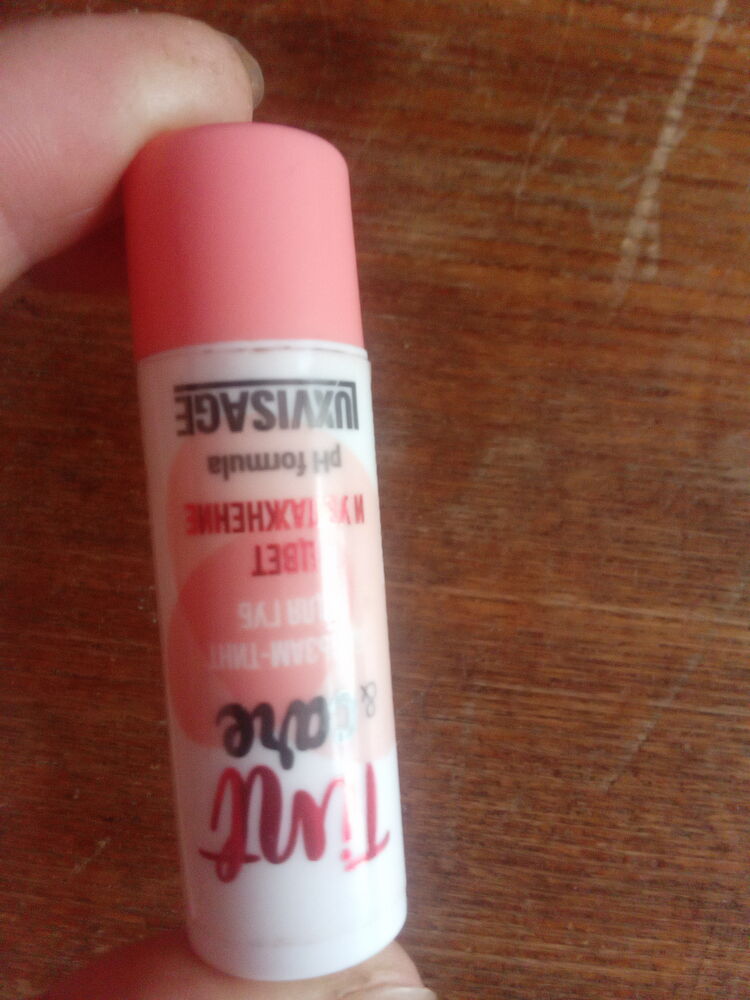 Tint
& care
БАЛЬЗАМ-ТИНТ
ДЛЯ ГУБ
ЦВЕТ
И УВЛАЖНЕНИЕ
pH formula
LUXVISAGE